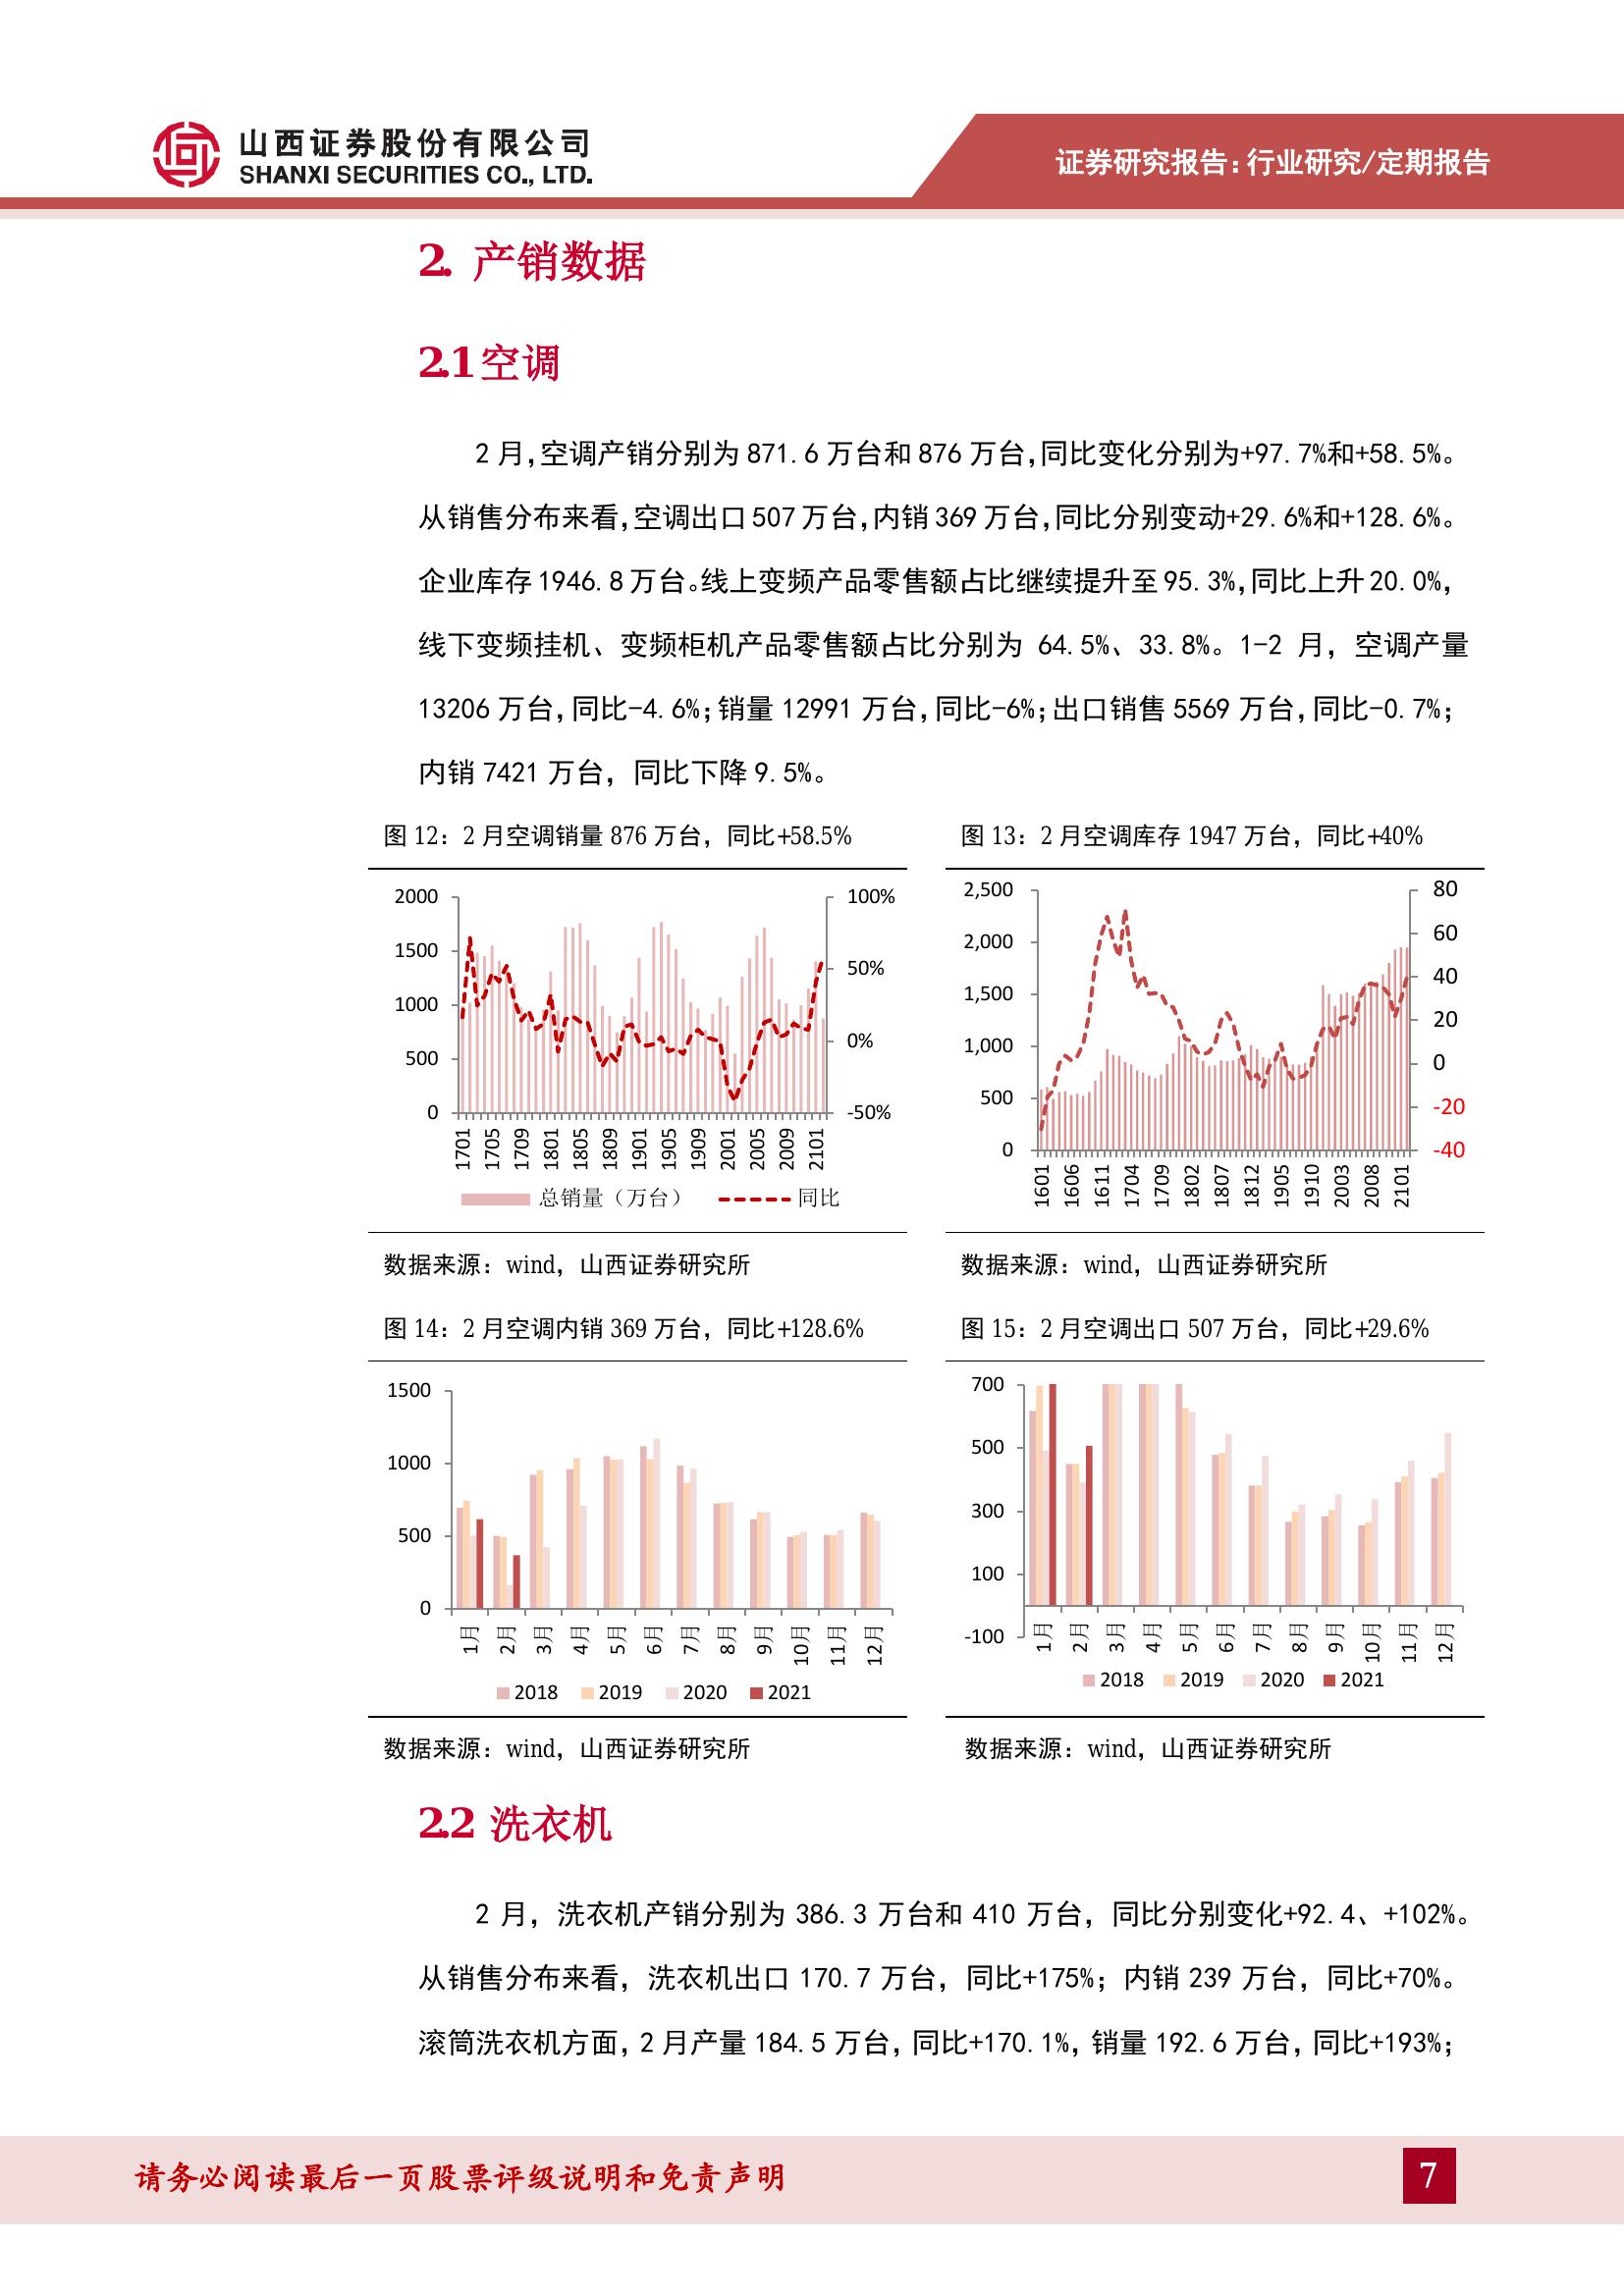 山西证券股份有限公司
SHANXI SECURITIES CO., LTD.
证券研究报告:行业研究/定期报告
2. 产销数据
2.1 空调
2 月,空调产销分别为 871.6 万台和 876 万台,同比变化分别为+97.7%和+58.5%。
从销售分布来看,空调出口 507 万台,内销 369 万台,同比分别变动+29.6%和+128.6%。
企业库存 1946.8 万台。线上变频产品零售额占比继续提升至 95.3%,同比上升 20.0%,
线下变频挂机、变频柜机产品零售额占比分别为 64.5%、33.8%。1-2 月，空调产量
13206 万台,同比-4.6%;销量 12991 万台,同比-6%;出口销售 5569 万台,同比-0.7%;
内销 7421 万台，同比下降 9.5%。
图 12：2 月空调销量 876 万台，同比+58.5%
2000
1500
1000
500
0
100%
50%
0%
-50%
1701 1705 1709 1801 1805 1809 1901 1905 1909 2001 2005 2009 2101
总销量（万台） 同比
数据来源：wind，山西证券研究所
图 13：2 月空调库存 1947 万台，同比+40%
2,500
2,000
1,500
1,000
500
0
80
60
40
20
0
-20
-40
1601 1606 1611 1704 1709 1802 1807 1812 1905 1910 2003 2008 2101
数据来源：wind，山西证券研究所
图 14：2 月空调内销 369 万台，同比+128.6%
1500
1000
500
0
1月 2月 3月 4月 5月 6月 7月 8月 9月 10月 11月 12月
2018 2019 2020 2021
数据来源：wind，山西证券研究所
图 15：2 月空调出口 507 万台，同比+29.6%
700
500
300
100
-100
1月 2月 3月 4月 5月 6月 7月 8月 9月 10月 11月 12月
2018 2019 2020 2021
数据来源：wind，山西证券研究所
2.2 洗衣机
2 月，洗衣机产销分别为 386.3 万台和 410 万台，同比分别变化+92.4、+102%。
从销售分布来看，洗衣机出口 170.7 万台，同比+175%；内销 239 万台，同比+70%。
滚筒洗衣机方面,2 月产量 184.5 万台,同比+170.1%,销量 192.6 万台,同比+193%;
请务必阅读最后一页股票评级说明和免责声明
7